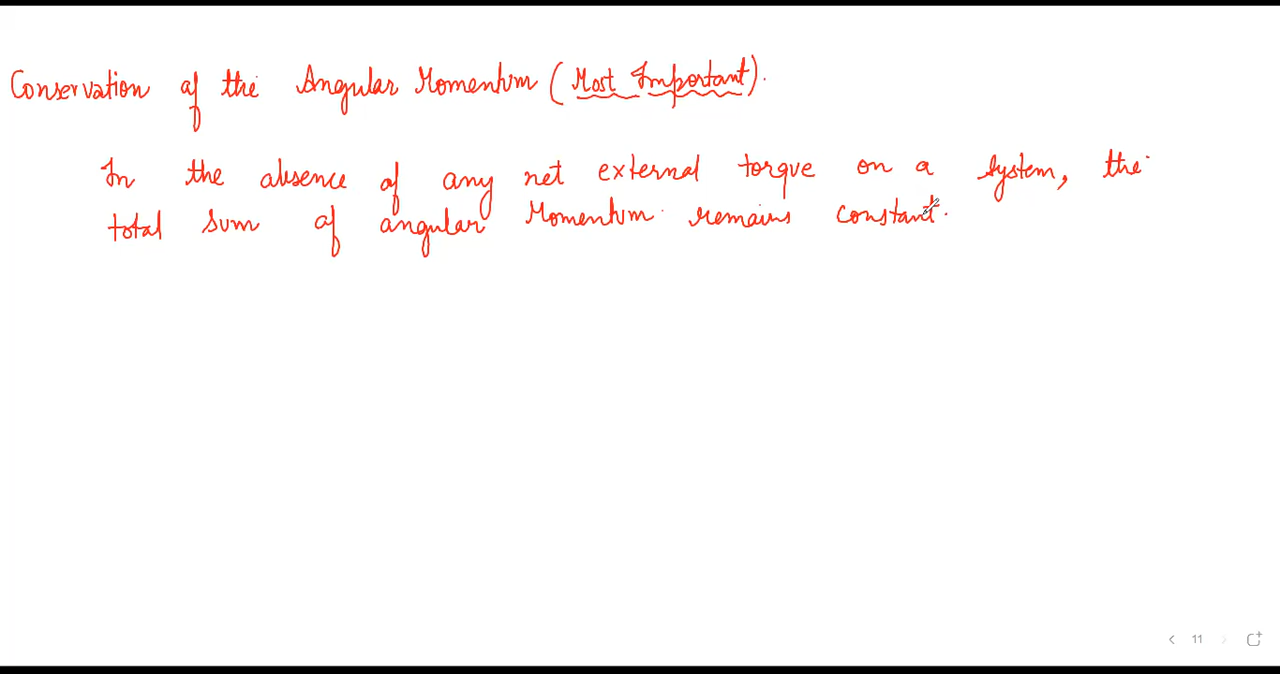 Conservation of the Angular Momentum (Most Important).
In the absence of any net external torque on a system, the
total sum of angular Momentum remains constant.
11